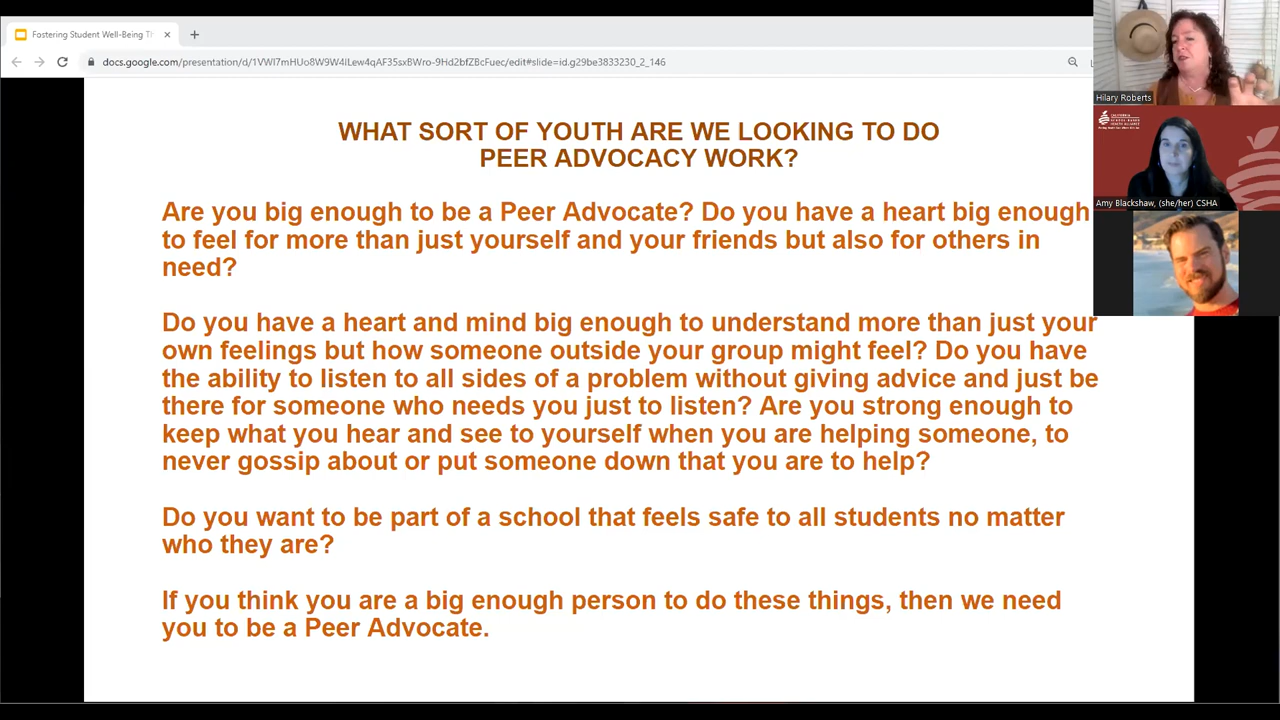 Fostering Student Well-Being Th
docs.google.com/presentation/d/1VWl7mHUo8W9W4lLew4qAF35sxBWro-9Hd2bfZBcFuec/edit#slide=id.g29be3833230_2_146
WHAT SORT OF YOUTH ARE WE LOOKING TO DO
PEER ADVOCACY WORK?
Are you big enough to be a Peer Advocate? Do you have a heart big enough
to feel for more than just yourself and your friends but also for others in
need?
Do you have a heart and mind big enough to understand more than just your
own feelings but how someone outside your group might feel? Do you have
the ability to listen to all sides of a problem without giving advice and just be
there for someone who needs you just to listen? Are you strong enough to
keep what you hear and see to yourself when you are helping someone, to
never gossip about or put someone down that you are to help?
Do you want to be part of a school that feels safe to all students no matter
who they are?
If you think you are a big enough person to do these things, then we need
you to be a Peer Advocate.
Hilary Roberts
CALIFORNIA
SCHOOL-BASED
HEALTH ALLIANCE
Amy Blackshaw, (she/her) CSHA